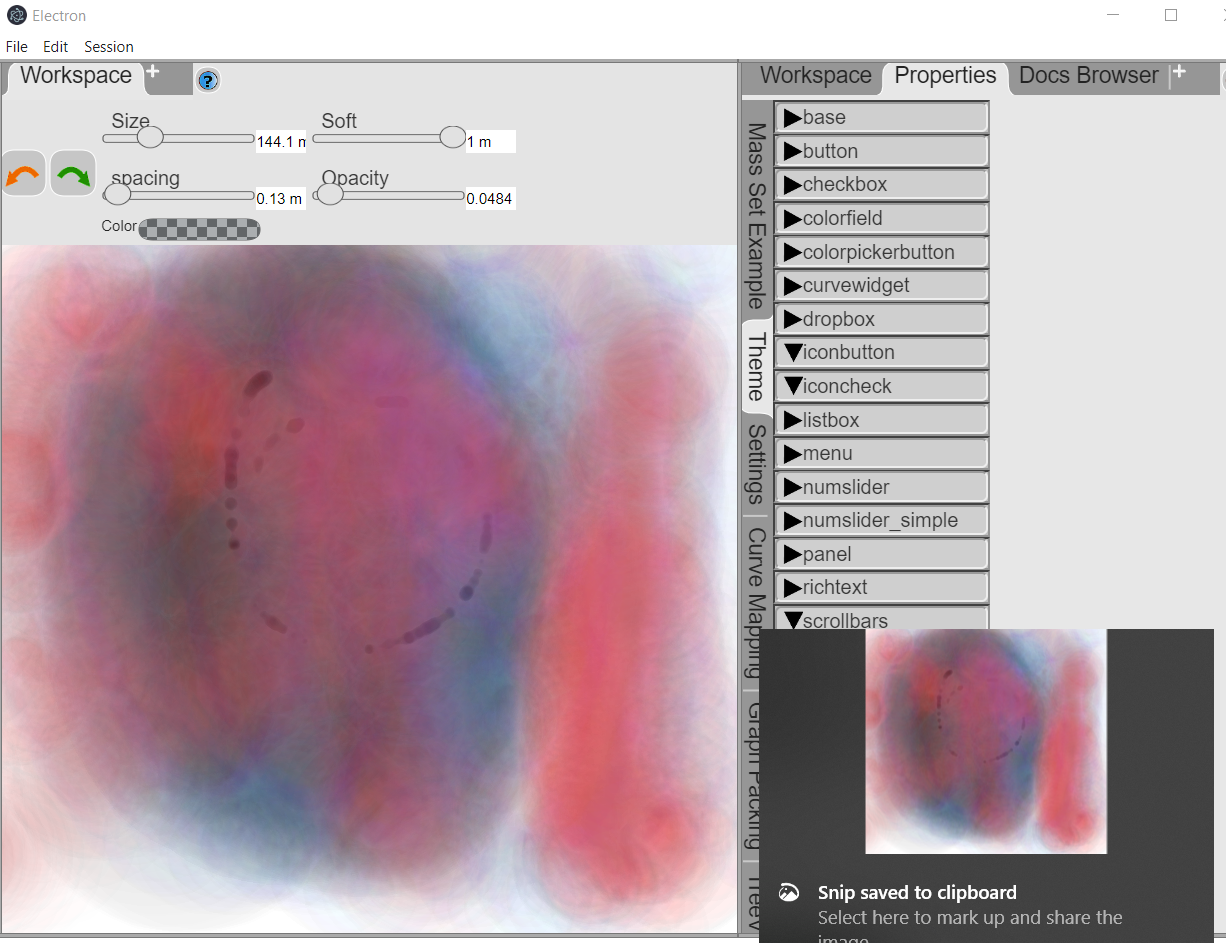 Electron
File Edit Session
Workspace + ?
Size 144.1 m Soft 1 m
spacing 0.13 m Opacity 0.0484
Color
Workspace Properties Docs Browser +
Mass Set Example
Theme
Settings
Curve Mapping
Graph Packing
base
button
checkbox
colorfield
colorpickerbutton
curvewidget
dropbox
iconbutton
iconcheck
listbox
menu
numslider
numslider_simple
panel
richtext
scrollbars
Snip saved to clipboard
Select here to mark up and share the
image